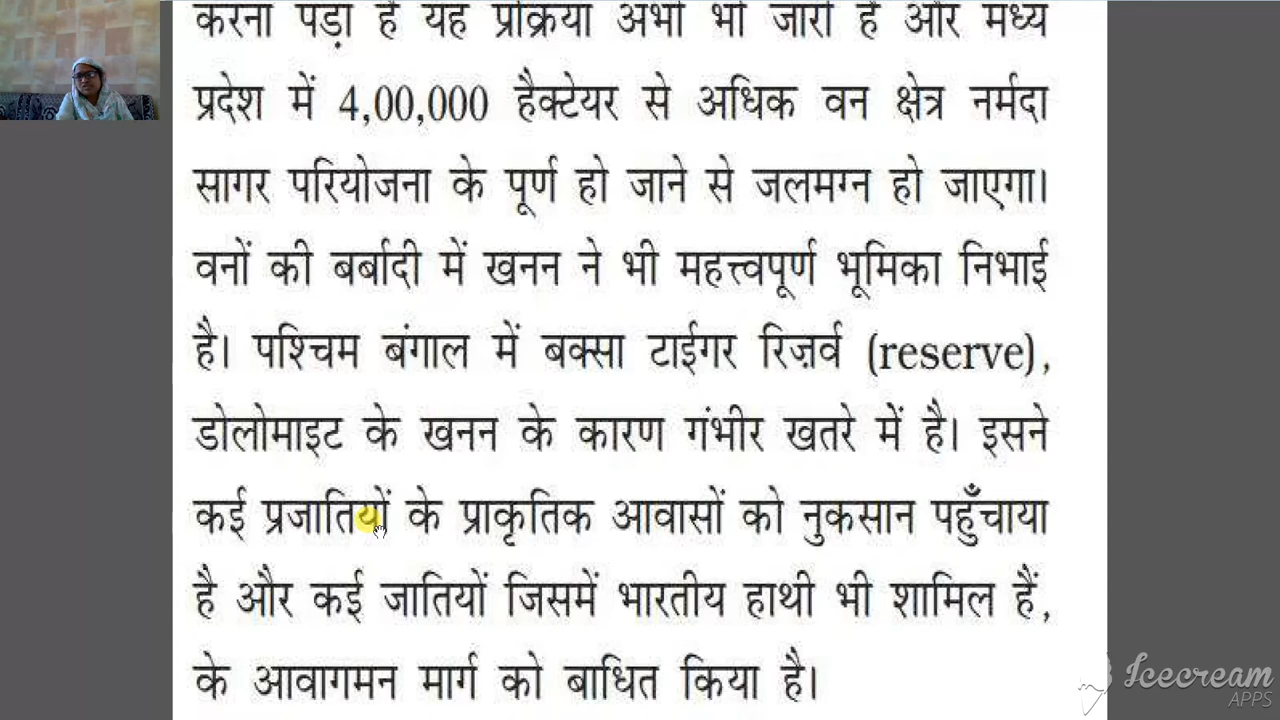 करना पड़ा है यह प्रक्रिया अभी भी जारी है और मध्य
प्रदेश में 4,00,000 हैक्टेयर से अधिक वन क्षेत्र नर्मदा
सागर परियोजना के पूर्ण हो जाने से जलमग्न हो जाएगा।
वनों की बर्बादी में खनन ने भी महत्त्वपूर्ण भूमिका निभाई
है। पश्चिम बंगाल में बक्सा टाईगर रिज़र्व (reserve),
डोलोमाइट के खनन के कारण गंभीर खतरे में है। इसने
कई प्रजातियों के प्राकृतिक आवासों को नुकसान पहुँचाया
है और कई जातियों जिसमें भारतीय हाथी भी शामिल हैं,
के आवागमन मार्ग को बाधित किया है।
Icecream
APPS